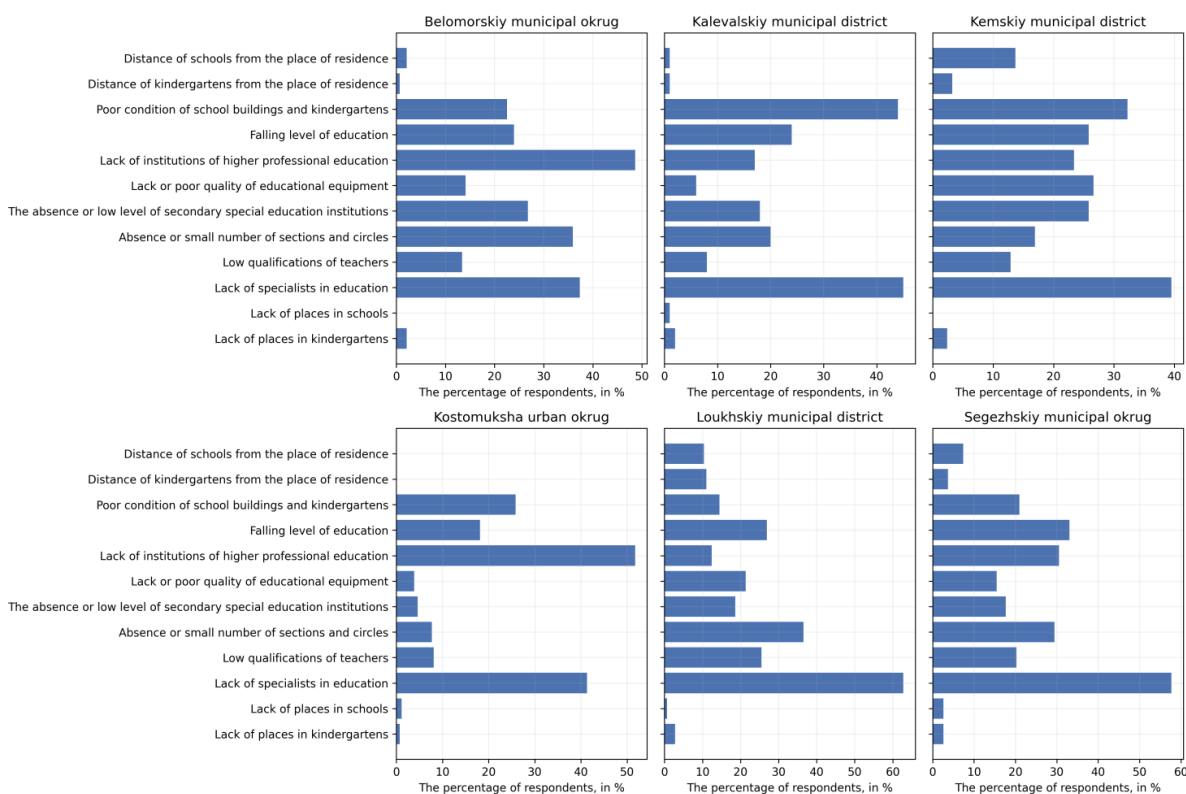 Belomorskiy municipal okrug
Kalevalskiy municipal district
Kemskiy municipal district
Distance of schools from the place of residence
Distance of kindergartens from the place of residence
Poor condition of school buildings and kindergartens
Falling level of education
Lack of institutions of higher professional education
Lack or poor quality of educational equipment
The absence or low level of secondary special education institutions
Absence or small number of sections and circles
Low qualifications of teachers
Lack of specialists in education
Lack of places in schools
Lack of places in kindergartens
0 10 20 30 40 50
0 20 40
0 10 20 30 40
The percentage of respondents, in %
The percentage of respondents, in %
The percentage of respondents, in %
Kostomuksha urban okrug
Loukhskiy municipal district
Segezhskiy municipal okrug
Distance of schools from the place of residence
Distance of kindergartens from the place of residence
Poor condition of school buildings and kindergartens
Falling level of education
Lack of institutions of higher professional education
Lack or poor quality of educational equipment
The absence or low level of secondary special education institutions
Absence or small number of sections and circles
Low qualifications of teachers
Lack of specialists in education
Lack of places in schools
Lack of places in kindergartens
0 10 20 30 40 50
0 10 20 30 40 50 60
0 10 20 30 40 50 60
The percentage of respondents, in %
The percentage of respondents, in %
The percentage of respondents, in %